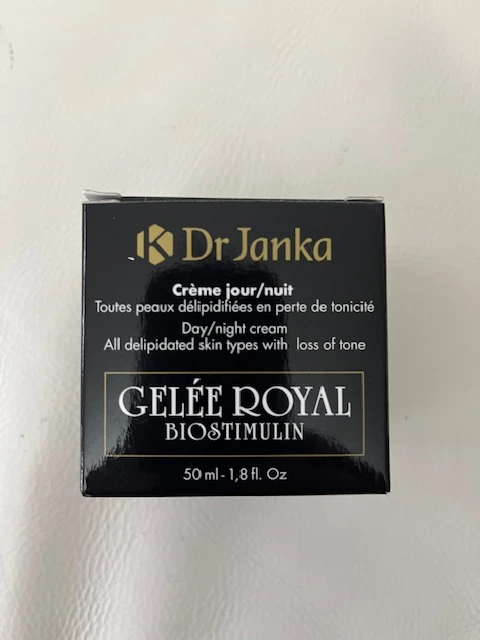 K Dr Janka
Crème jour/nuit
Toutes peaux délipidifiées en perte de tonicité
Day/night cream
All delipidated skin types with loss of tone
GELÉE ROYAL
BIOSTIMULIN
50 ml - 1,8 fl. Oz